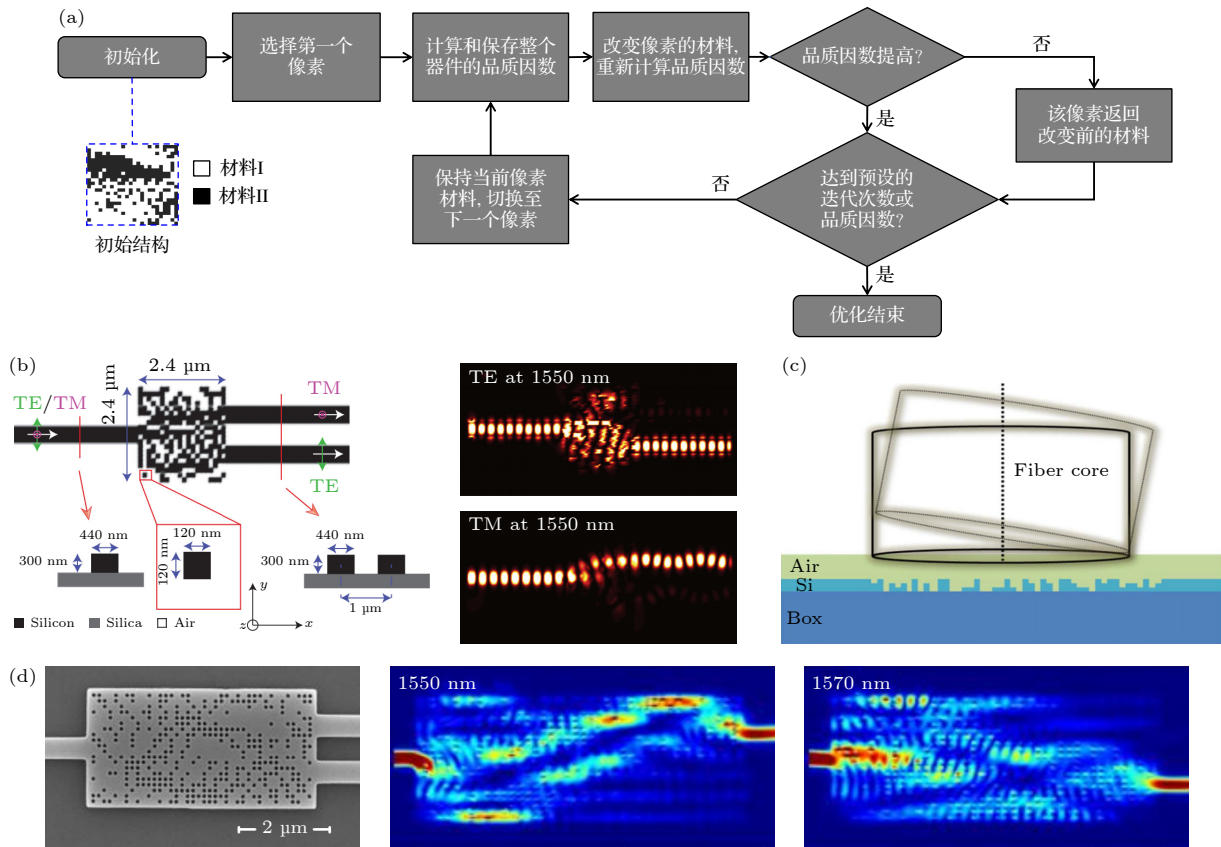 (a)
初始化
选择第一个
像素
计算和保存整个
器件的品质因数
改变像素的材料,
重新计算品质因数
品质因数提高?
否
是
该像素返回
改变前的材料
材料I
材料II
初始结构
保持当前像素
材料, 切换至
下一个像素
否
达到预设的
迭代次数或
品质因数?
是
优化结束
(b)
2.4 μm
2.4 μm
TE/TM
TM
TE
440 nm
300 nm
120 nm
120 nm
440 nm
300 nm
1 μm
y
z
x
Silicon
Silica
Air
TE at 1550 nm
TM at 1550 nm
(c)
Fiber core
Air
Si
Box
(d)
2 μm
1550 nm
1570 nm